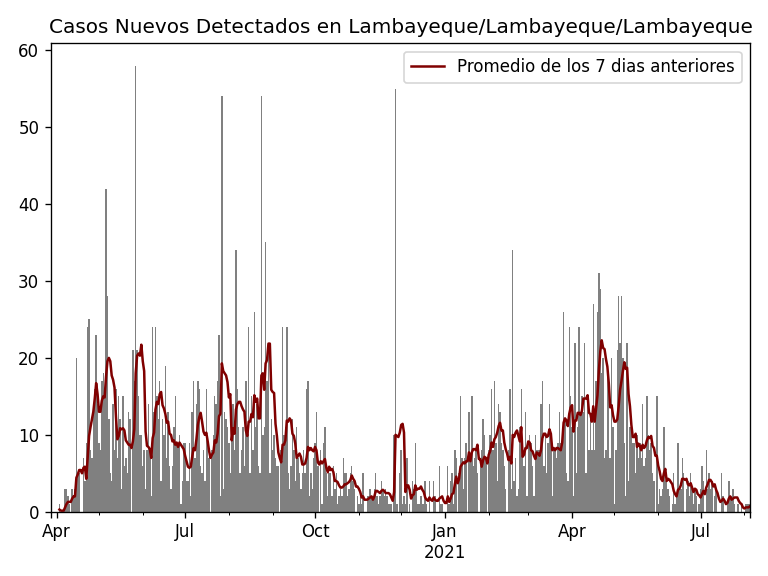 Casos Nuevos Detectados en Lambayeque/Lambayeque/Lambayeque
Promedio de los 7 dias anteriores
60
50
40
30
20
10
0
Apr Jul Oct Jan Apr Jul
2021